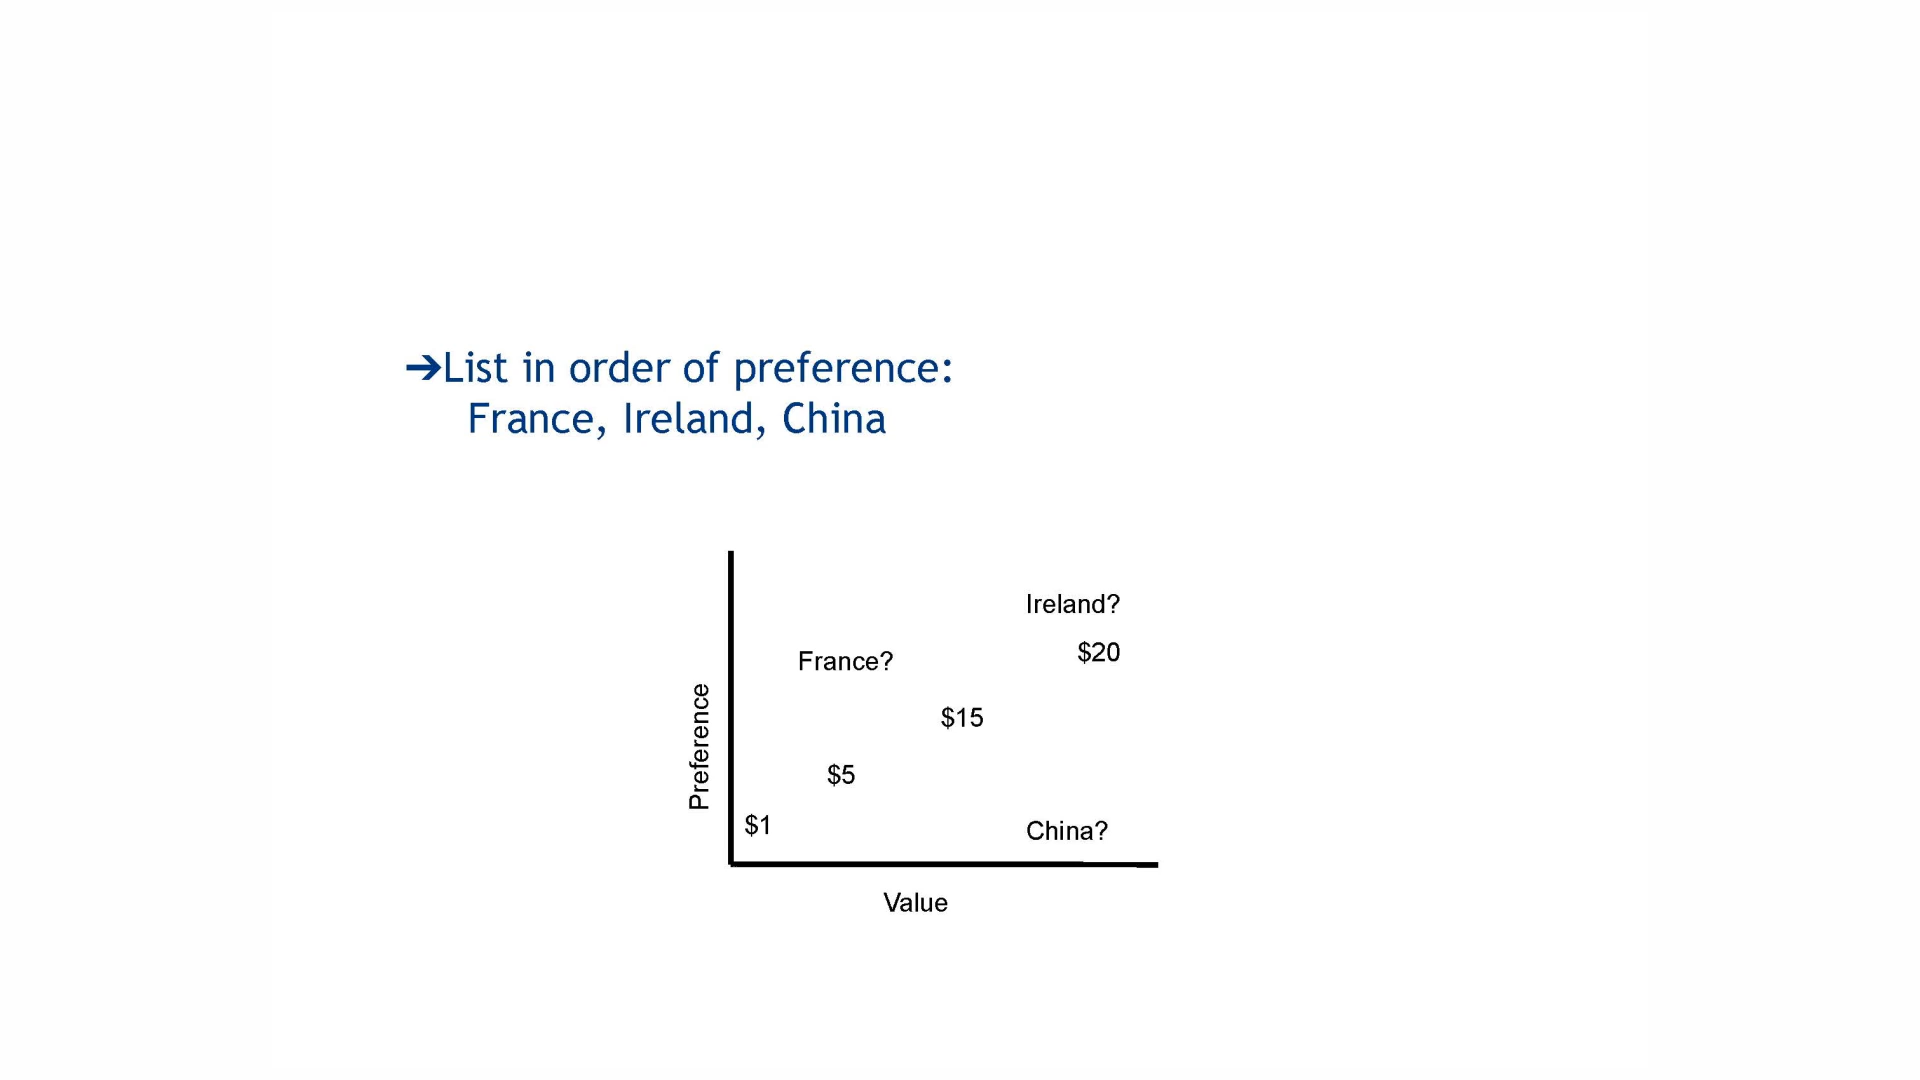 ➔List in order of preference:
France, Ireland, China
Ireland?
$20
France?
$15
Preference
$5
$1
China?
Value